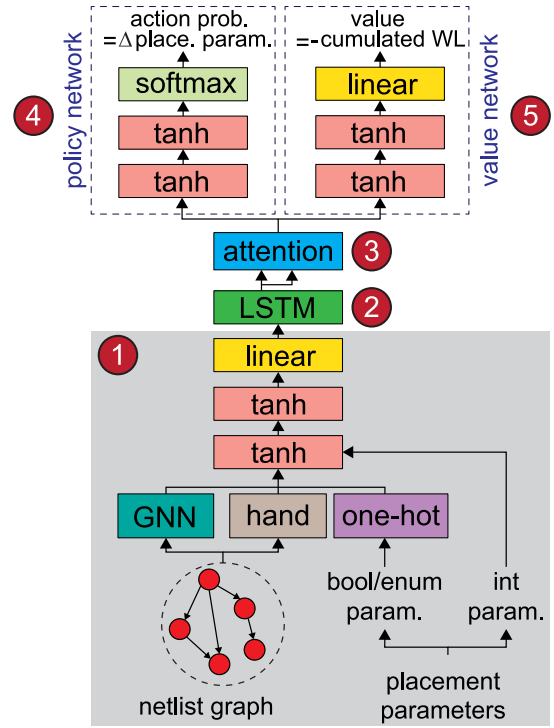 action prob.
=Δplace. param.
value
=-cumulated WL
policy network
value network
4
5
softmax
linear
tanh
tanh
tanh
tanh
attention
3
LSTM
2
1
linear
tanh
tanh
GNN
hand
one-hot
bool/enum
param.
int
param.
netlist graph
placement
parameters